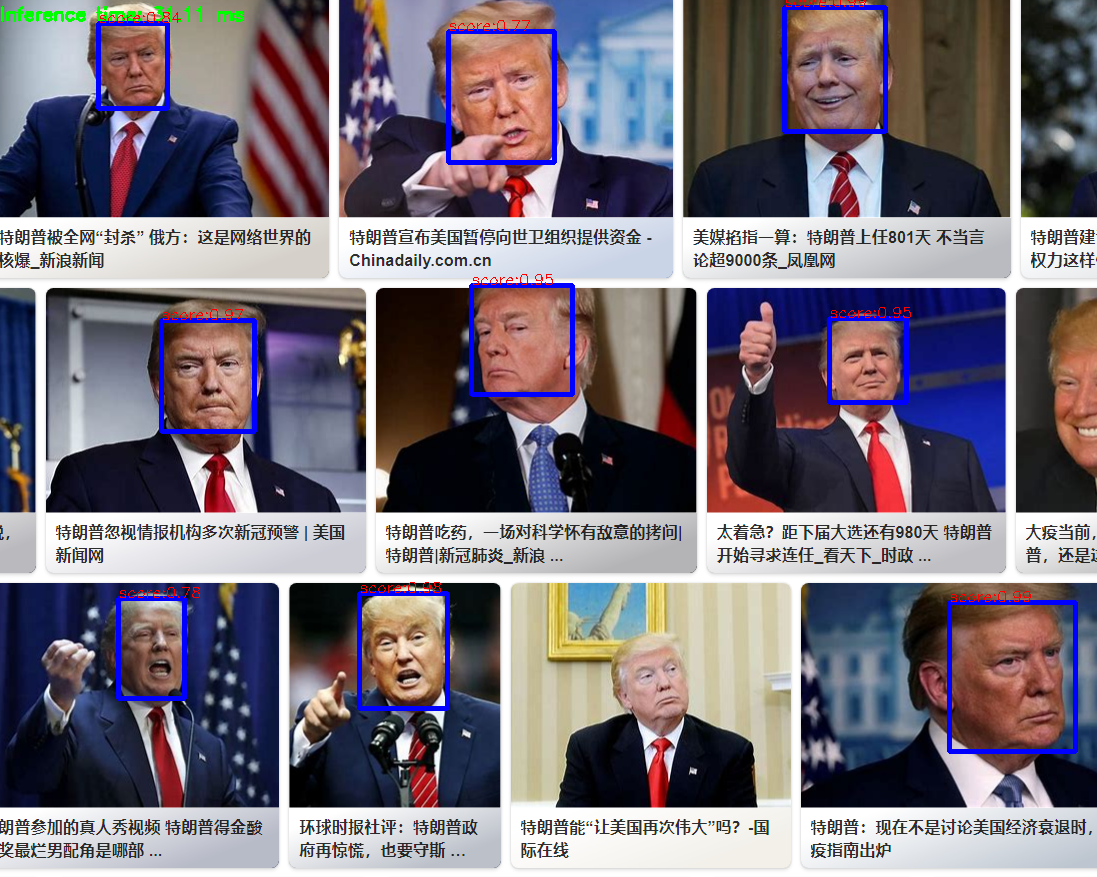 Inference time: 31.11 ms
score:0.84
score:0.77
score:0.95
特朗普被全网“封杀” 俄方：这是网络世界的
核爆_新浪新闻
特朗普宣布美国暂停向世卫组织提供资金 -
Chinadaily.com.cn
美媒掐指一算：特朗普上任801天 不当言
论超9000条_凤凰网
特朗普建
权力这样
score:0.97
score:0.95
score:0.95
特朗普忽视情报机构多次新冠预警 | 美国
新闻网
特朗普吃药，一场对科学怀有敌意的拷问|
特朗普|新冠肺炎_新浪 ...
太着急？距下届大选还有980天 特朗普
开始寻求连任_看天下_时政 ...
大疫当前，
普，还是
score:0.78
score:0.98
score:0.99
朗普参加的真人秀视频 特朗普得金酸
奖最烂男配角是哪部 ...
环球时报社评：特朗普政
府再惊慌，也要守斯 ...
特朗普能“让美国再次伟大”吗？-国
际在线
特朗普：现在不是讨论美国经济衰退时，
疫指南出炉